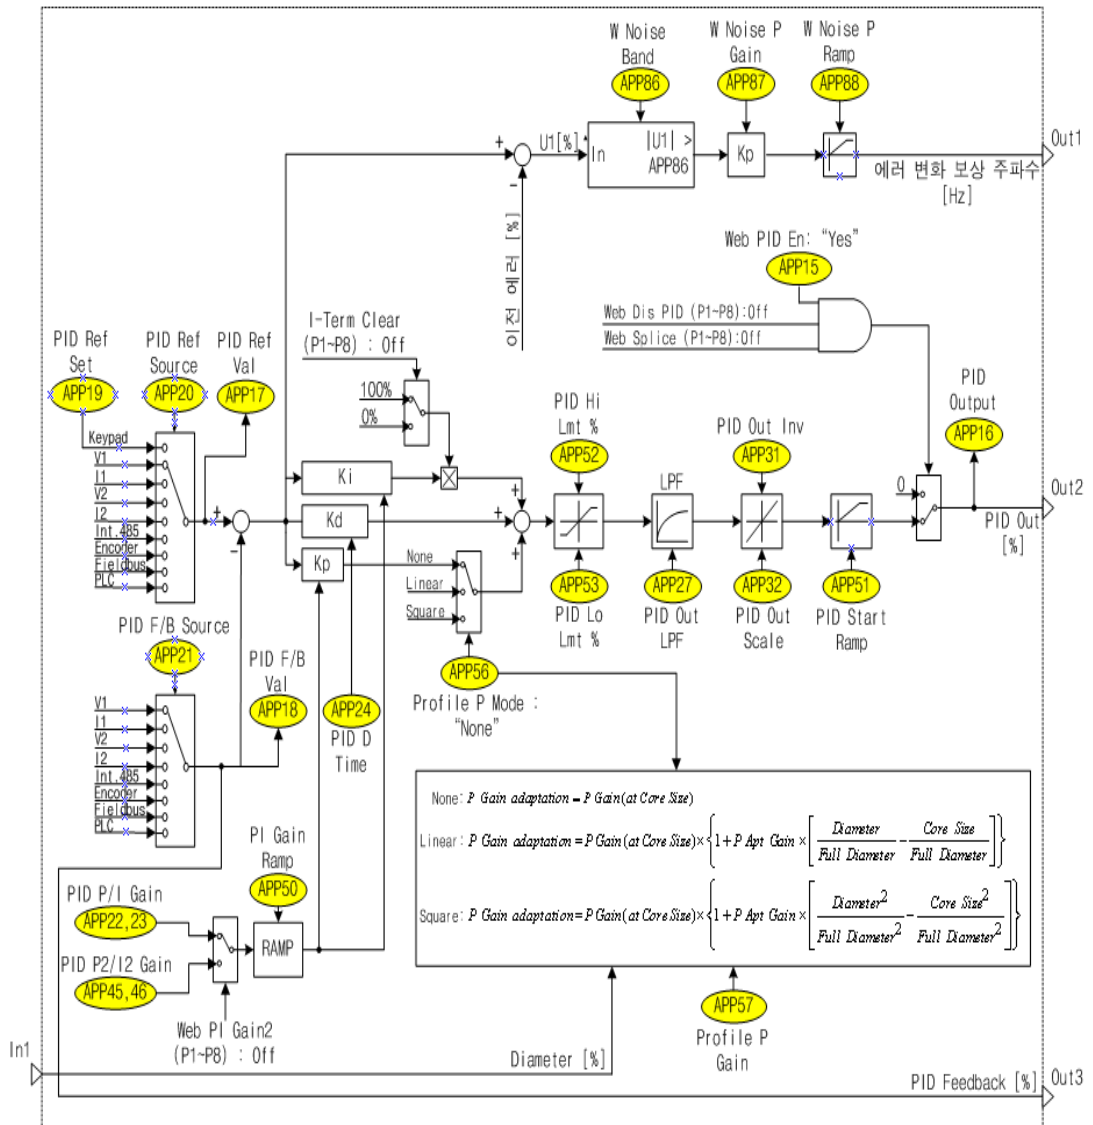 W Noise
Band
APP86
W Noise P
Gain
APP87
W Noise P
Ramp
APP88
U1[%]
In
|U1| >
APP86
Kp
Out1
에러 변화 보상 주파수
[Hz]
+
-
이전 에러 [%]
Web PID En: “Yes”
APP15
Web Dis PID (P1~P8):Off
Web Splice (P1~P8):Off
I-Term Clear
(P1~P8) : Off
100%
0%
PID Ref
Set
APP19
PID Ref
Source
APP20
PID Ref
Val
APP17
Keypad
V1
I1
V2
I2
Int.485
Encoder
Fieldbus
PLC
+
-
Ki
Kd
Kp
None
Linear
Square
+
+
+
PID Hi
Lmt %
APP52
APP53
PID Lo
Lmt %
LPF
APP27
PID Out
LPF
PID Out Inv
APP31
APP32
PID Out
Scale
APP51
PID Start
Ramp
0
PID
Output
APP16
Out2
PID Out
[%]
PID F/B Source
APP21
PID F/B
Val
APP18
V1
I1
V2
I2
Int.485
Encoder
Fieldbus
PLC
APP24
PID D
Time
APP56
Profile P Mode :
“None”
None: P Gain adaptation = P Gain(at Core Size)
Linear: P Gain adaptation = P Gain(at Core Size)×{1+P Apt Gain×[Diameter/Full Diameter - Core Size/Full Diameter]}
Square: P Gain adaptation = P Gain(at Core Size)×{1+P Apt Gain×[Diameter²/Full Diameter² - Core Size²/Full Diameter²]}
PI Gain
Ramp
APP50
RAMP
PID P/I Gain
APP22,23
PID P2/I2 Gain
APP45,46
Web PI Gain2
(P1~P8) : Off
APP57
Profile P
Gain
In1
Diameter [%]
PID Feedback [%]
Out3